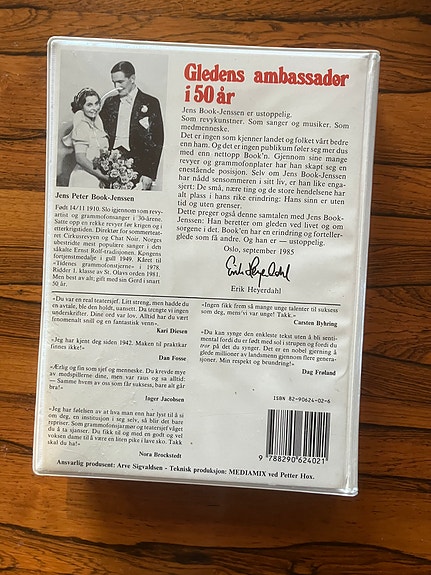 Gledens ambassadør
i 50 år
Jens Book-Jenssen er ustoppelig.
Som revykunstner. Som sanger og musiker. Som
medmenneske.
Det er ingen som kjenner landet og folket vårt bedre
enn ham. Og det er ingen publikum føler seg mer dus
med enn nettopp Book'n. Gjennom sine mange
revyer og grammofonplater har han skapt seg en
enestående posisjon. Selv om Jens Book-Jenssen
har nådd sensommeren i sitt liv, er han like enga-
sjert: De små, nære ting og de store hendelsene har
alt plass i hans rike erindring: Hans sinn er uten
tid og uten grenser.
Dette preger også denne samtalen med Jens Book-
Jenssen: Han beretter om gleden ved livet og om
sorgene i det. Book'en har en erindring og forteller-
glede som få andre. Og han er — ustoppelig.
Oslo, september 1985
Erik Heyerdahl
Erik Heyerdahl
Jens Peter Book-Jenssen
Født 14/11 1910. Slo igjennom som revy-
artist og grammofonsanger i '30-årene.
Satte opp en rekke revyer før krigen og i
etterkrigstiden. Direktør for sommerteat-
ret Cirkusrevyen og Chat Noir. Norges
ubestridte mest populære sanger i den
såkalte Ernst Rolf-tradisjonen. Kongens
fortjenstmedalje i gull 1949. Kåret til
«Tidenes grammofonstjerne» i 1978.
Ridder I. klasse av St. Olavs orden 1981.
Men best av alt; gift med sin Gerd i snart
50 år.
«Du var en real teatersjef. Litt streng, men hadde du
en avtale, ble den holdt, uansett. Du trengte vi ingen
underskrifter. Dine ord var lov. Alltid har du vært
fenomenalt snill og en fantastisk venn».
Kari Diesen
«Jeg har kjent deg siden 1942. Maken til praktkar
finnes ikke!»
Dan Fosse
«Ærlig og fin som sjef og menneske. Du krevde mye
av medspillerne dine, men var raus og sa alltid:
— Samme hvem av oss som får suksess, bare alt går
bra!»
Inger Jacobsen
«Jeg har følelsen av at hva man enn har lyst til å si
om deg, en institusjon i seg selv, så blir det bare
repriser. Som grammofonsjarmør og teatersjef våget
du å ta sjanser. Du fikk til og med en godt og vel
voksen dame til å være en liten pike i lave sko. Takk
skal du ha!»
Nora Brockstedt
«Ingen fikk frem så mange unge talenter til suksess
som deg, mens vi var unge! Takk.»
Carsten Byhring
«Du kan synge den enkleste tekst uten å bli senti-
mental fordi du er født med sol i strupen og fordi du
tror på det du synger. Det er en nobel gjerning å
glede millioner av landsmenn gjennom flere genera-
sjoner. Min respekt og beundring!»
Dag Frøland
ISBN 82-90624-02-6
9 788290 624021
Ansvarlig produsent: Arve Sigvaldsen - Teknisk produksjon: MEDIAMIX ved Petter Hox.